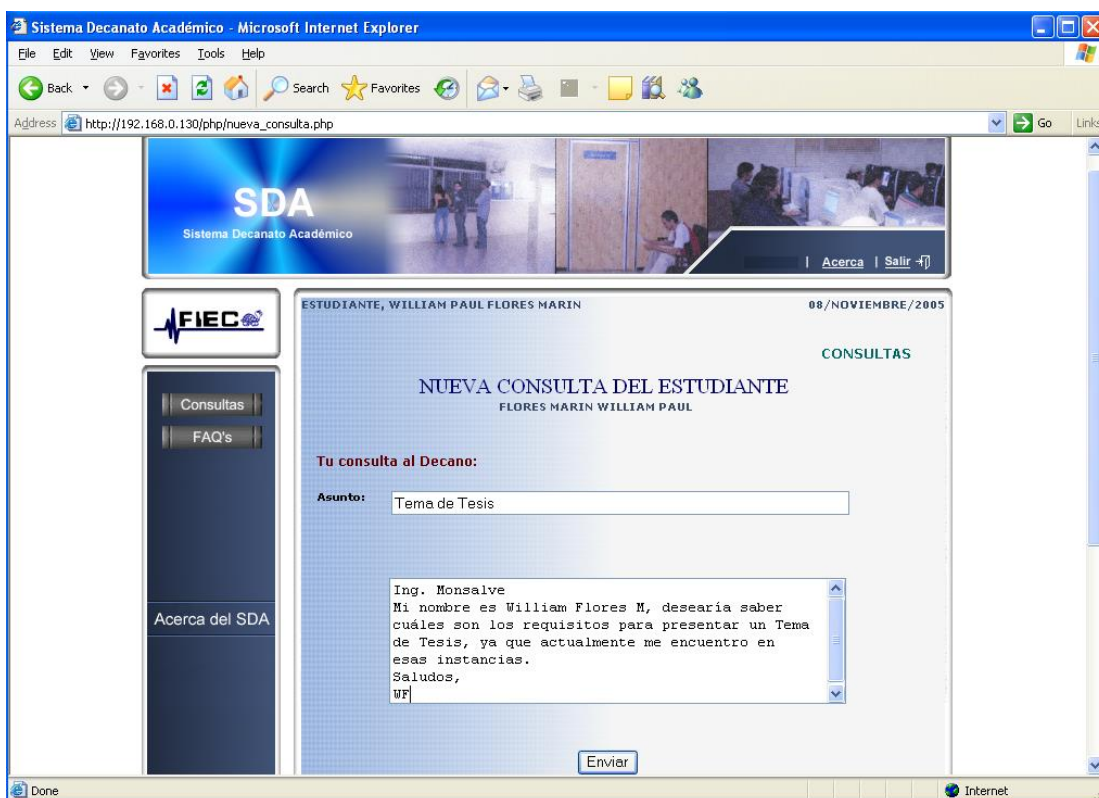 Sistema Decanato Académico - Microsoft Internet Explorer
File Edit View Favorites Tools Help
Back Search Favorites
Address http://192.168.0.130/php/nueva_consulta.php Go Links
SDA
Sistema Decanato Académico
| Acerca | Salir
FIEC
ESTUDIANTE, WILLIAM PAUL FLORES MARIN 08/NOVIEMBRE/2005
CONSULTAS
NUEVA CONSULTA DEL ESTUDIANTE
FLORES MARIN WILLIAM PAUL
Consultas
FAQ's
Acerca del SDA
Tu consulta al Decano:
Asunto: Tema de Tesis
Ing. Monsalve
Mi nombre es William Flores M, desearía saber
cuáles son los requisitos para presentar un Tema
de Tesis, ya que actualmente me encuentro en
esas instancias.
Saludos,
WF
Enviar
Done Internet